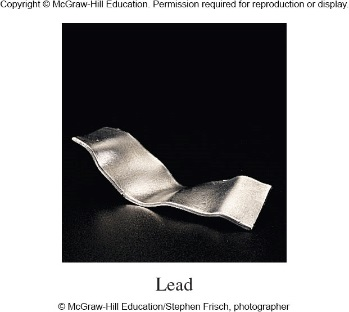 Copyright © McGraw-Hill Education. Permission required for reproduction or display.
Lead
© McGraw-Hill Education/Stephen Frisch, photographer